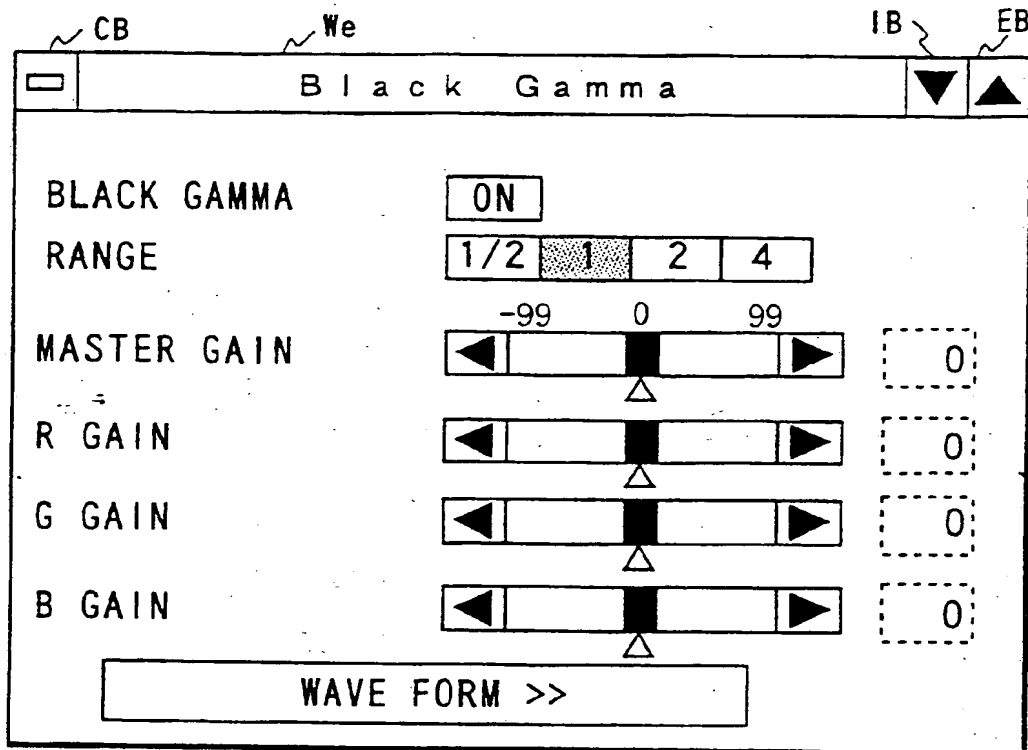 CB We IB EB
Black Gamma
BLACK GAMMA ON
RANGE 1/2 1 2 4
-99 0 99
MASTER GAIN 0
R GAIN 0
G GAIN 0
B GAIN 0
WAVE FORM >>